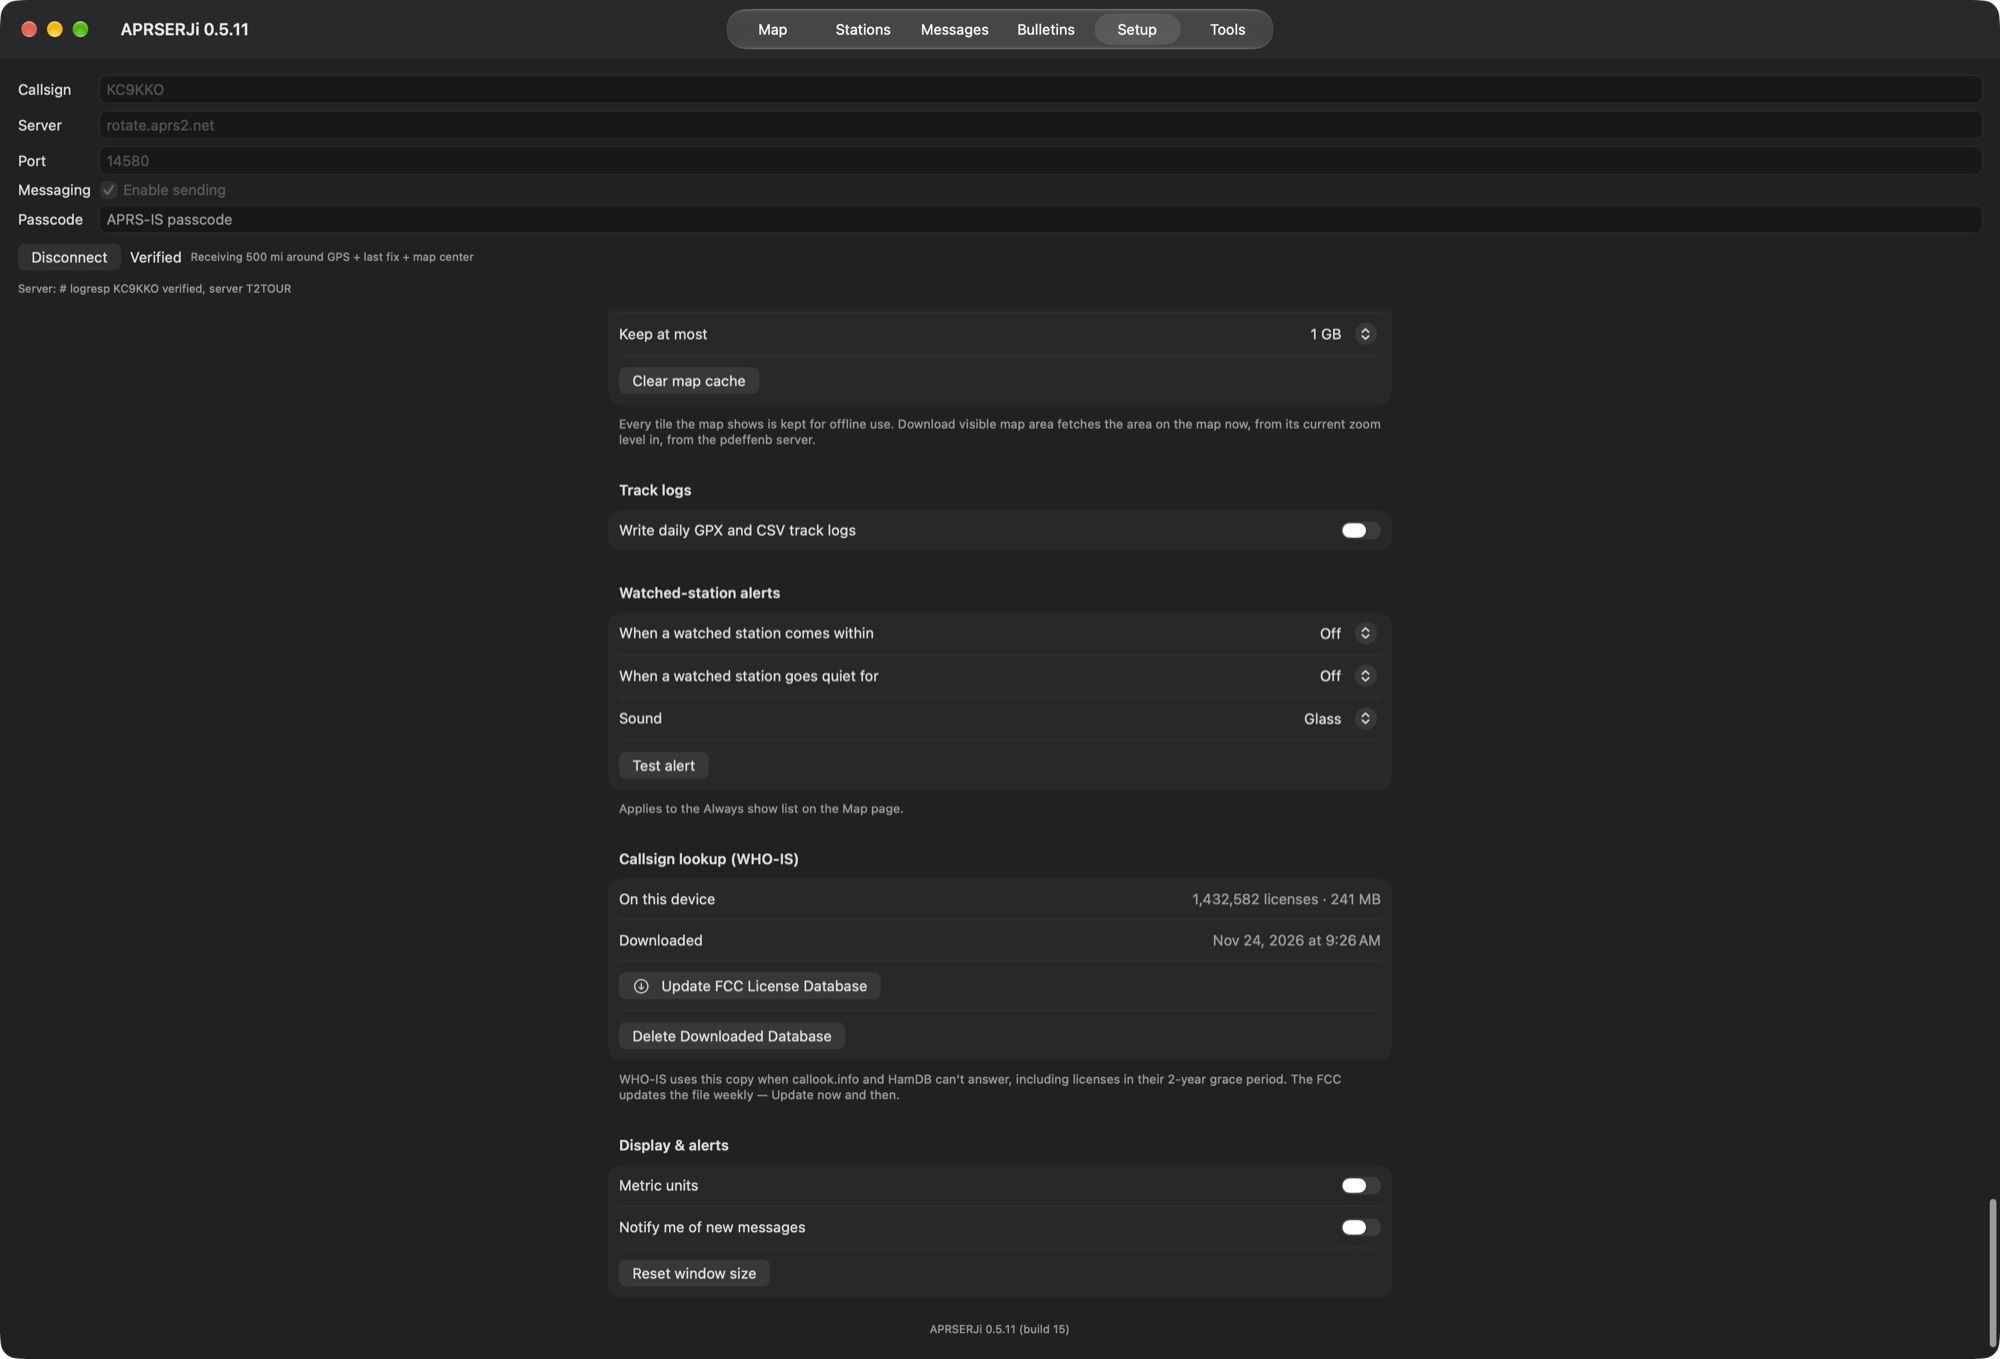 APRSERJi 0.5.11
Map Stations Messages Bulletins Setup Tools
Callsign KC9KKO
Server rotate.aprs2.net
Port 14580
Messaging Enable sending
Passcode APRS-IS passcode
Disconnect Verified Receiving 500 mi around GPS + last fix + map center
Server: # logresp KC9KKO verified, server T2TOUR
Keep at most 1 GB
Clear map cache
Every tile the map shows is kept for offline use. Download visible map area fetches the area on the map now, from its current zoom
level in, from the pdeffenb server.
Track logs
Write daily GPX and CSV track logs
Watched-station alerts
When a watched station comes within Off
When a watched station goes quiet for Off
Sound Glass
Test alert
Applies to the Always show list on the Map page.
Callsign lookup (WHO-IS)
On this device 1,432,582 licenses · 241 MB
Downloaded Nov 24, 2026 at 9:26 AM
Update FCC License Database
Delete Downloaded Database
WHO-IS uses this copy when callook.info and HamDB can't answer, including licenses in their 2-year grace period. The FCC
updates the file weekly — Update now and then.
Display & alerts
Metric units
Notify me of new messages
Reset window size
APRSERJi 0.5.11 (build 15)